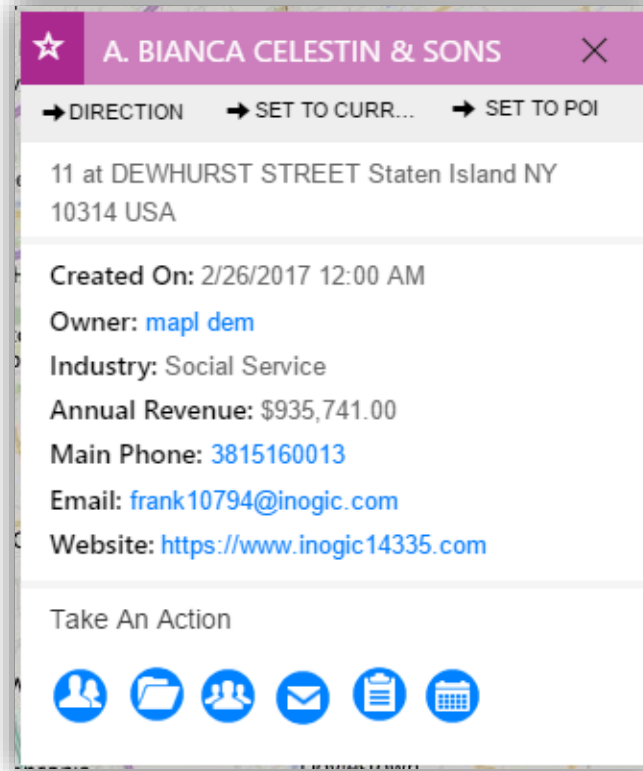 A. BIANCA CELESTIN & SONS
DIRECTION SET TO CURR... SET TO POI
11 at DEWHURST STREET Staten Island NY
10314 USA
Created On: 2/26/2017 12:00 AM
Owner: mapl dem
Industry: Social Service
Annual Revenue: $935,741.00
Main Phone: 3815160013
Email: frank10794@inogic.com
Website: https://www.inogic14335.com
Take An Action